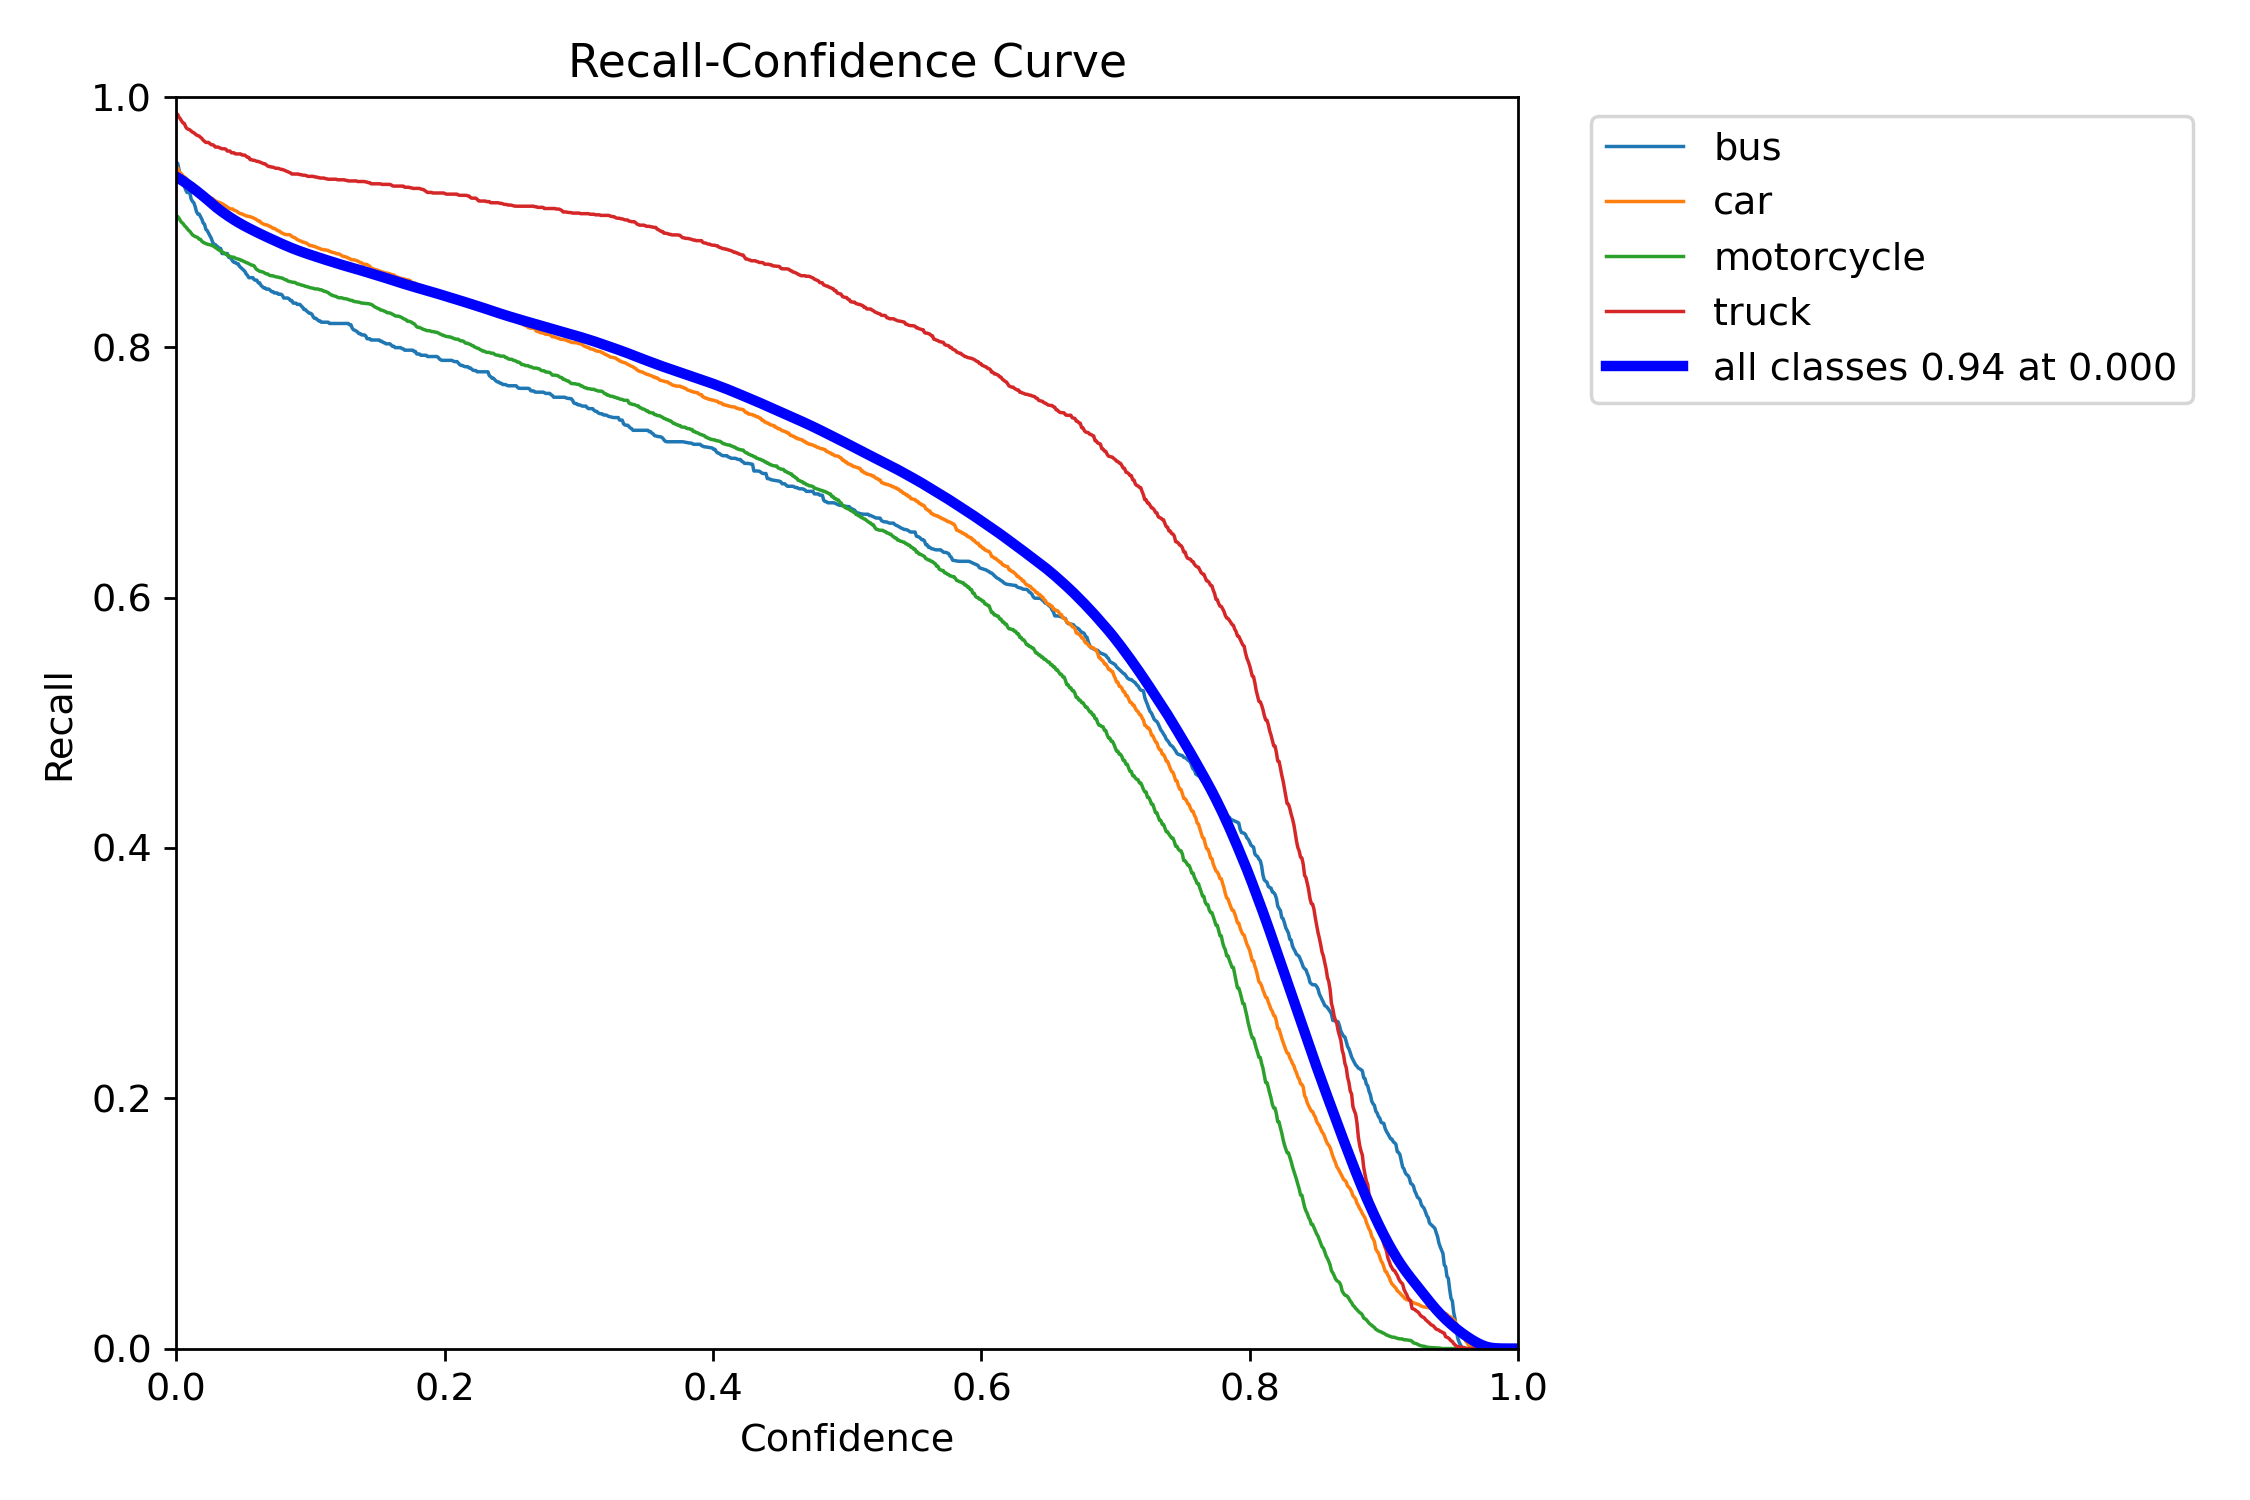 Recall-Confidence Curve
1.0
0.8
0.6
0.4
0.2
0.0
Recall
0.0 0.2 0.4 0.6 0.8 1.0
Confidence
bus
car
motorcycle
truck
all classes 0.94 at 0.000